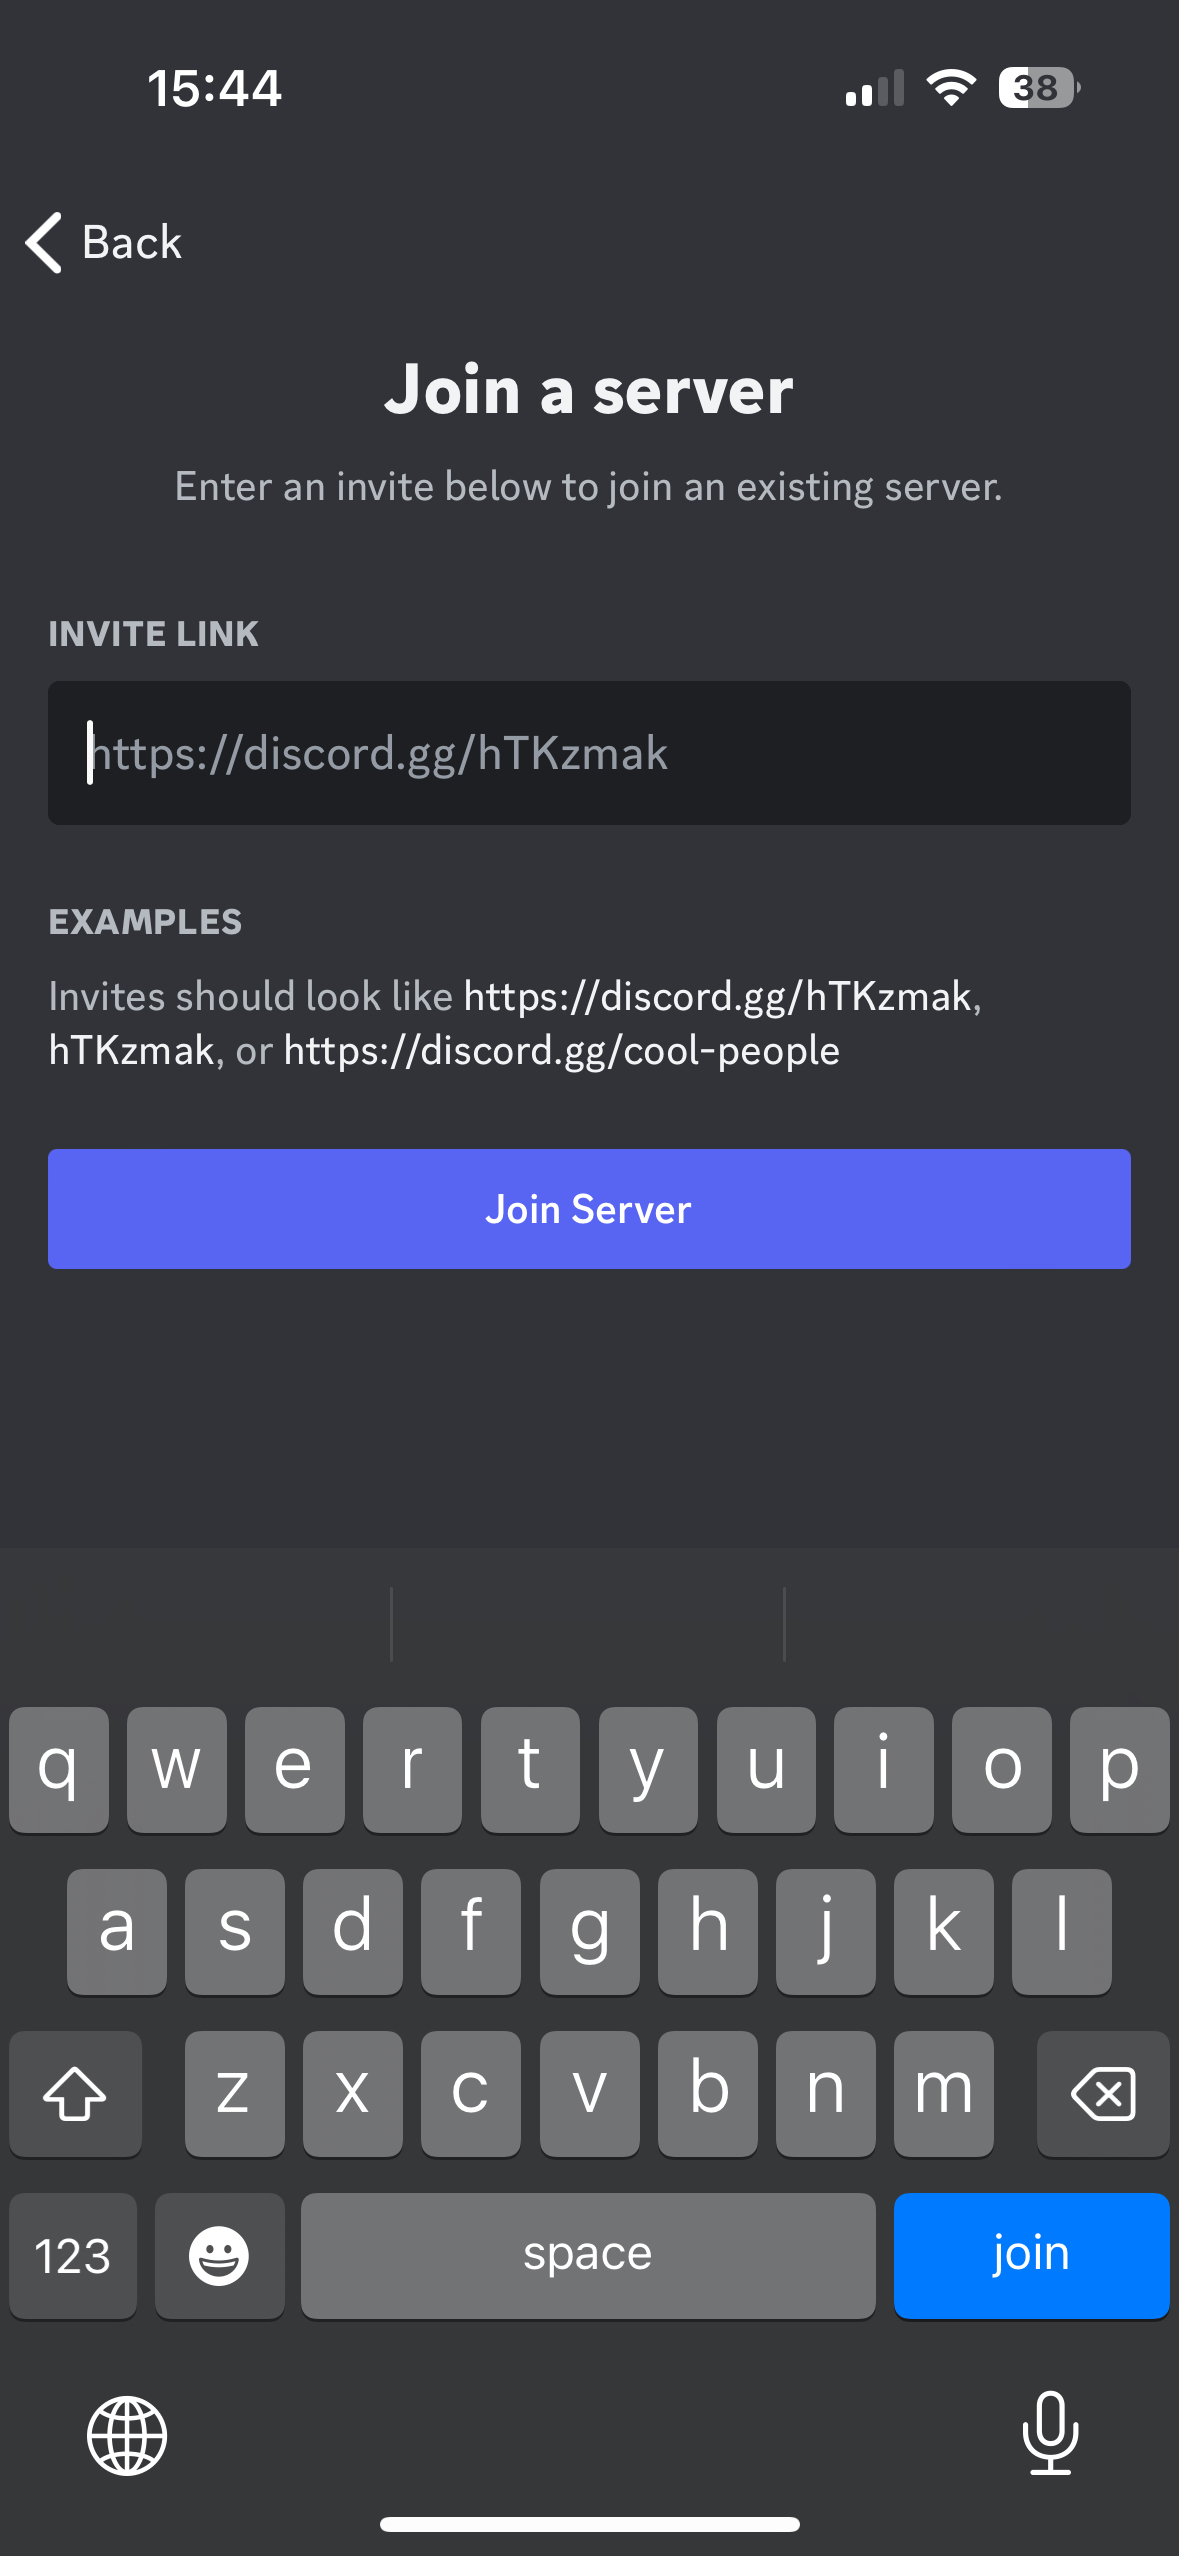 15:44
38
Back
Join a server
Enter an invite below to join an existing server.
INVITE LINK
https://discord.gg/hTKzmak
EXAMPLES
Invites should look like https://discord.gg/hTKzmak,
hTKzmak, or https://discord.gg/cool-people
Join Server
q w e r t y u i o p
a s d f g h j k l
z x c v b n m
123 space join